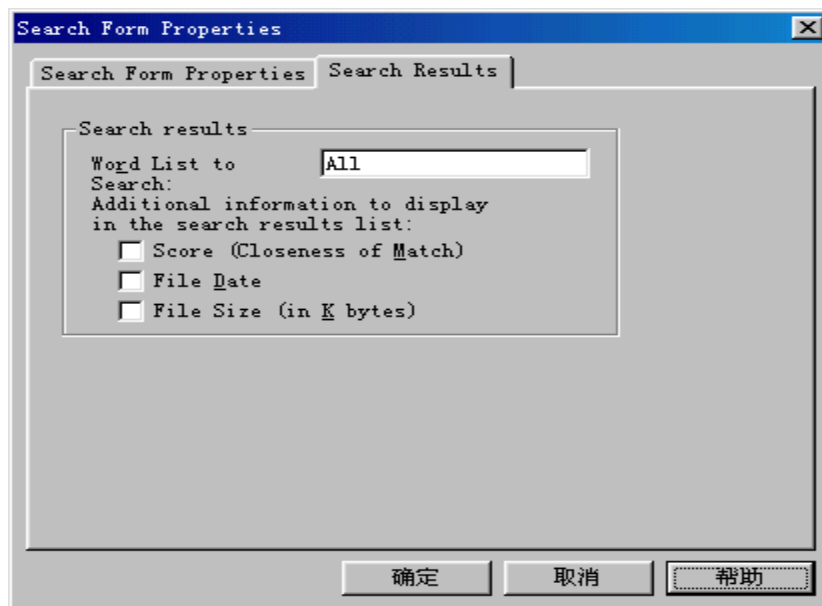 Search Form Properties
Search Form Properties
Search Results
Search results
Word List to
Search:
All
Additional information to display
in the search results list:
Score (Closeness of Match)
File Date
File Size (in K bytes)
确定
取消
帮助